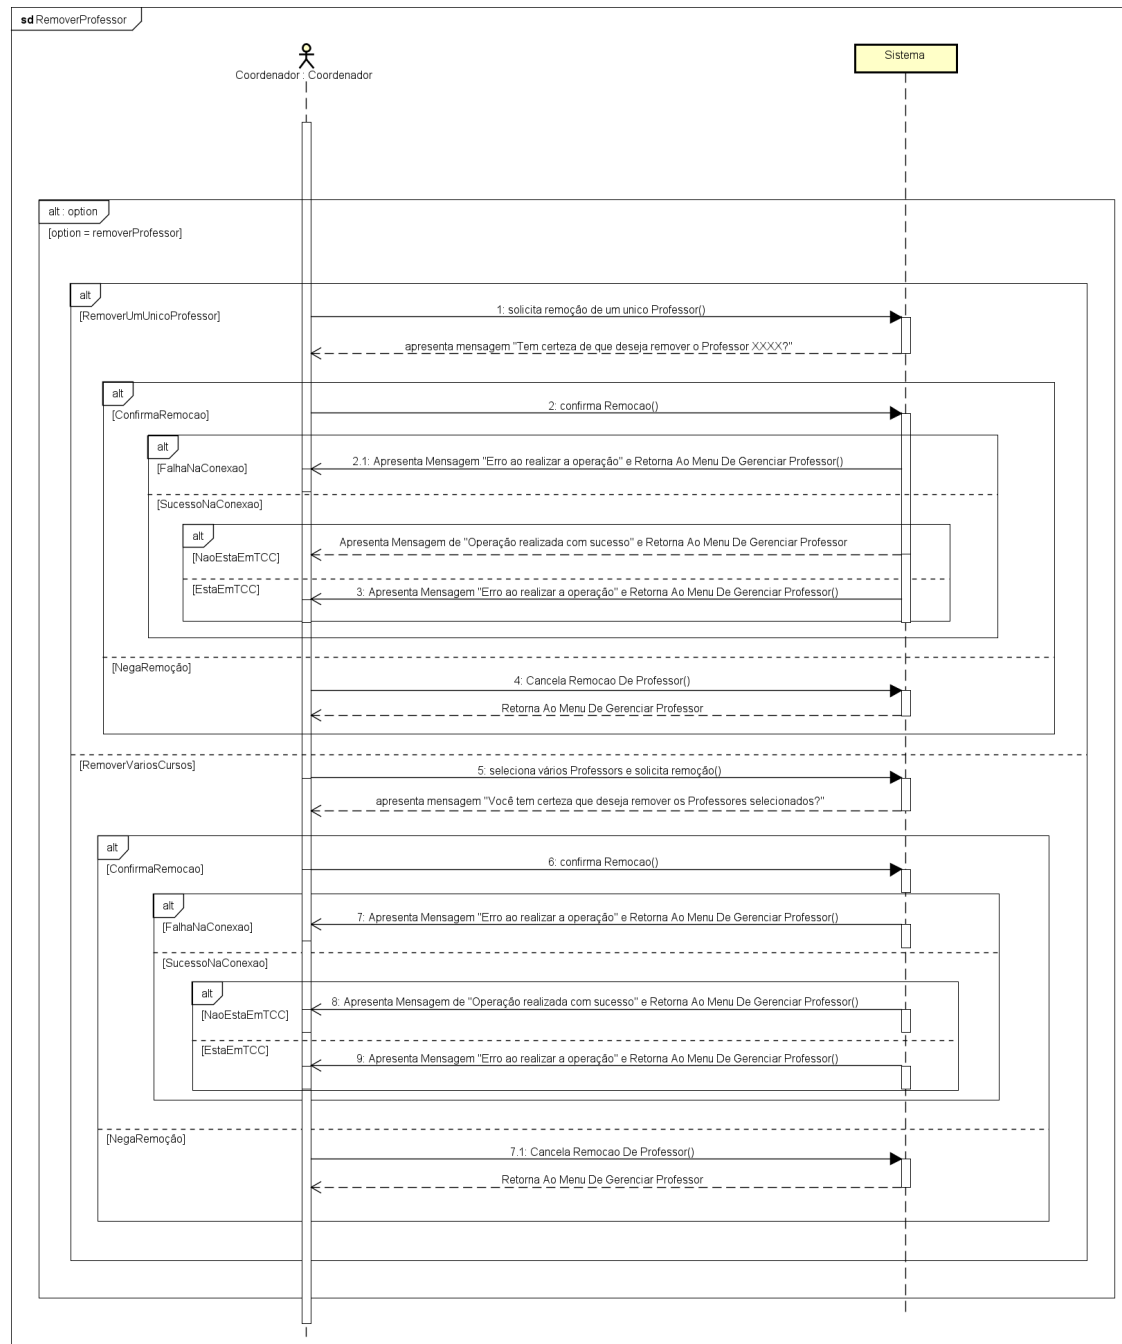 sd RemoverProfessor
Coordenador : Coordenador
Sistema
alt : option
[option = removerProfessor]
alt
[RemoverUmUnicoProfessor]
1: solicita remoção de um unico Professor()
apresenta mensagem "Tem certeza de que deseja remover o Professor XXXX?"
alt
[ConfirmaRemocao]
2: confirma Remocao()
alt
[FalhaNaConexao]
2.1: Apresenta Mensagem "Erro ao realizar a operação" e Retorna Ao Menu De Gerenciar Professor()
[SucessoNaConexao]
alt
[NaoEstaEmTCC]
Apresenta Mensagem de "Operação realizada com sucesso" e Retorna Ao Menu De Gerenciar Professor
[EstaEmTCC]
3: Apresenta Mensagem "Erro ao realizar a operação" e Retorna Ao Menu De Gerenciar Professor()
[NegaRemoção]
4: Cancela Remocao De Professor()
Retorna Ao Menu De Gerenciar Professor
[RemoverVariosCursos]
5: seleciona vários Professors e solicita remoção()
apresenta mensagem "Você tem certeza que deseja remover os Professores selecionados?"
alt
[ConfirmaRemocao]
6: confirma Remocao()
alt
[FalhaNaConexao]
7: Apresenta Mensagem "Erro ao realizar a operação" e Retorna Ao Menu De Gerenciar Professor()
[SucessoNaConexao]
alt
[NaoEstaEmTCC]
8: Apresenta Mensagem de "Operação realizada com sucesso" e Retorna Ao Menu De Gerenciar Professor()
[EstaEmTCC]
9: Apresenta Mensagem "Erro ao realizar a operação" e Retorna Ao Menu De Gerenciar Professor()
[NegaRemoção]
7.1: Cancela Remocao De Professor()
Retorna Ao Menu De Gerenciar Professor